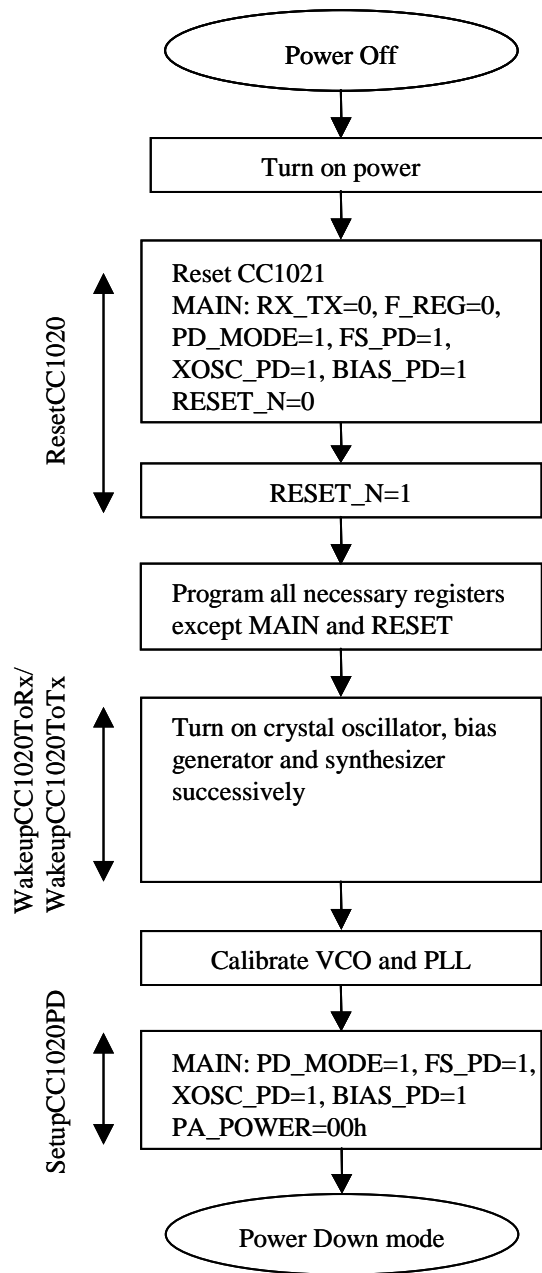 Power Off
Turn on power
Reset CC1021
MAIN: RX_TX=0, F_REG=0,
PD_MODE=1, FS_PD=1,
XOSC_PD=1, BIAS_PD=1
RESET_N=0
ResetCC1020
RESET_N=1
Program all necessary registers
except MAIN and RESET
WakeupCC1020ToRx/
WakeupCC1020ToTx
Turn on crystal oscillator, bias
generator and synthesizer
successively
Calibrate VCO and PLL
SetupCC1020PD
MAIN: PD_MODE=1, FS_PD=1,
XOSC_PD=1, BIAS_PD=1
PA_POWER=00h
Power Down mode